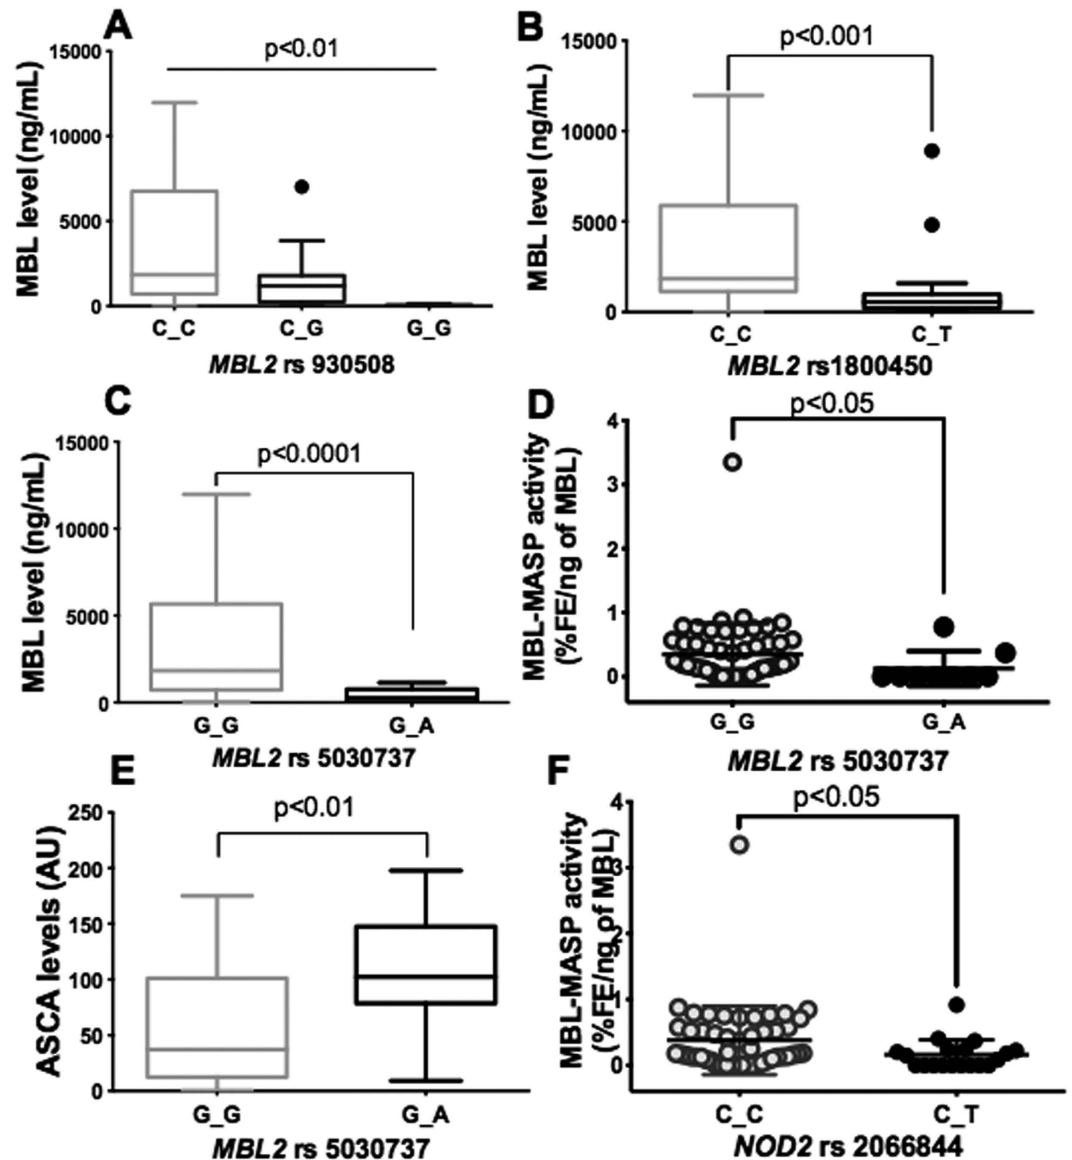 A
p<0.01
MBL level (ng/mL)
15000
10000
5000
0
C_C C_G G_G
MBL2 rs 930508
B
p<0.001
MBL level (ng/mL)
15000
10000
5000
0
C_C C_T
MBL2 rs1800450
C
p<0.0001
MBL level (ng/mL)
15000
10000
5000
0
G_G G_A
MBL2 rs 5030737
D
p<0.05
MBL-MASP activity
(%FE/ng of MBL)
4
3
2
1
0
G_G G_A
MBL2 rs 5030737
E
p<0.01
ASCA levels (AU)
250
200
150
100
50
0
G_G G_A
MBL2 rs 5030737
F
p<0.05
MBL-MASP activity
(%FE/ng of MBL)
4
3
2
1
0
C_C C_T
NOD2 rs 2066844